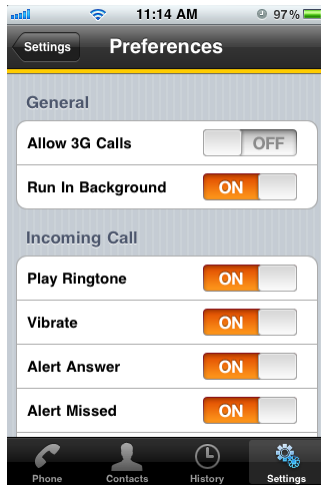 11:14 AM 97%
Settings Preferences
General
Allow 3G Calls OFF
Run In Background ON
Incoming Call
Play Ringtone ON
Vibrate ON
Alert Answer ON
Alert Missed ON
Phone Contacts History Settings